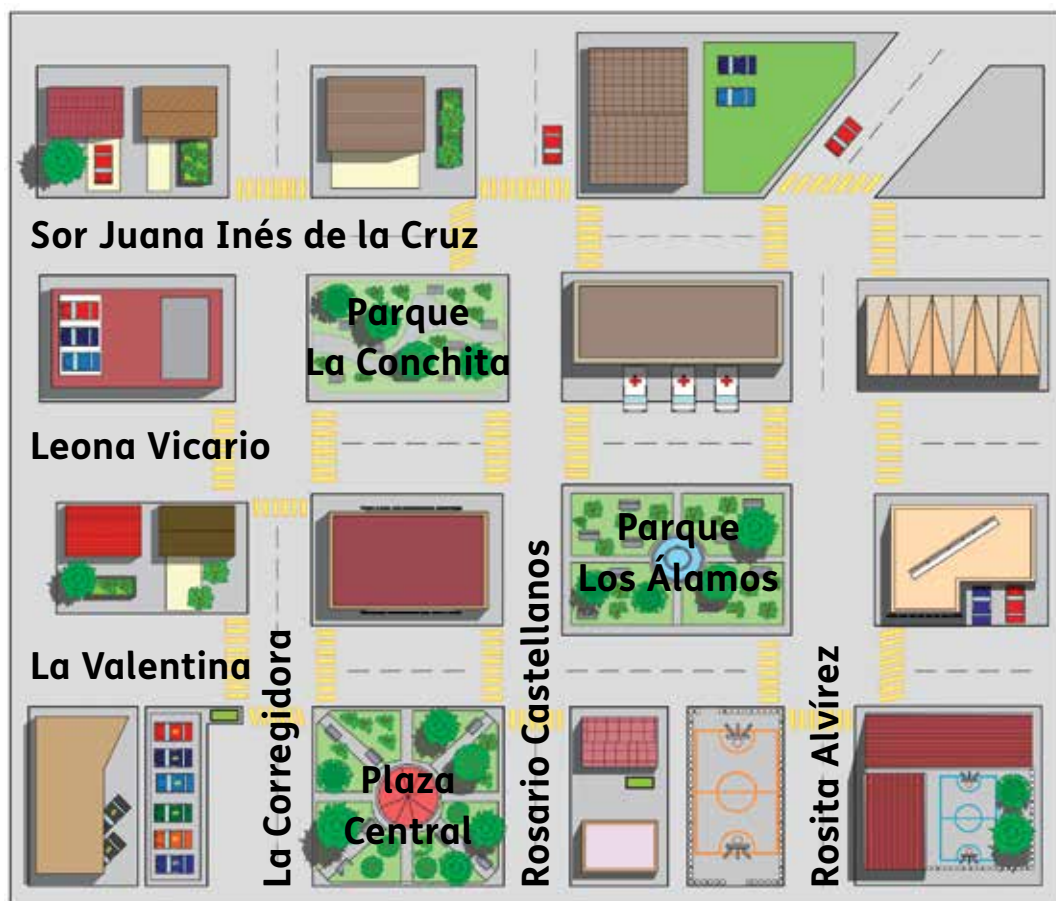 Sor Juana Inés de la Cruz
Parque
La Conchita
Leona Vicario
Parque
Los Álamos
La Valentina
La Corregidora
Rosario Castellanos
Rosita Alvírez
Plaza
Central